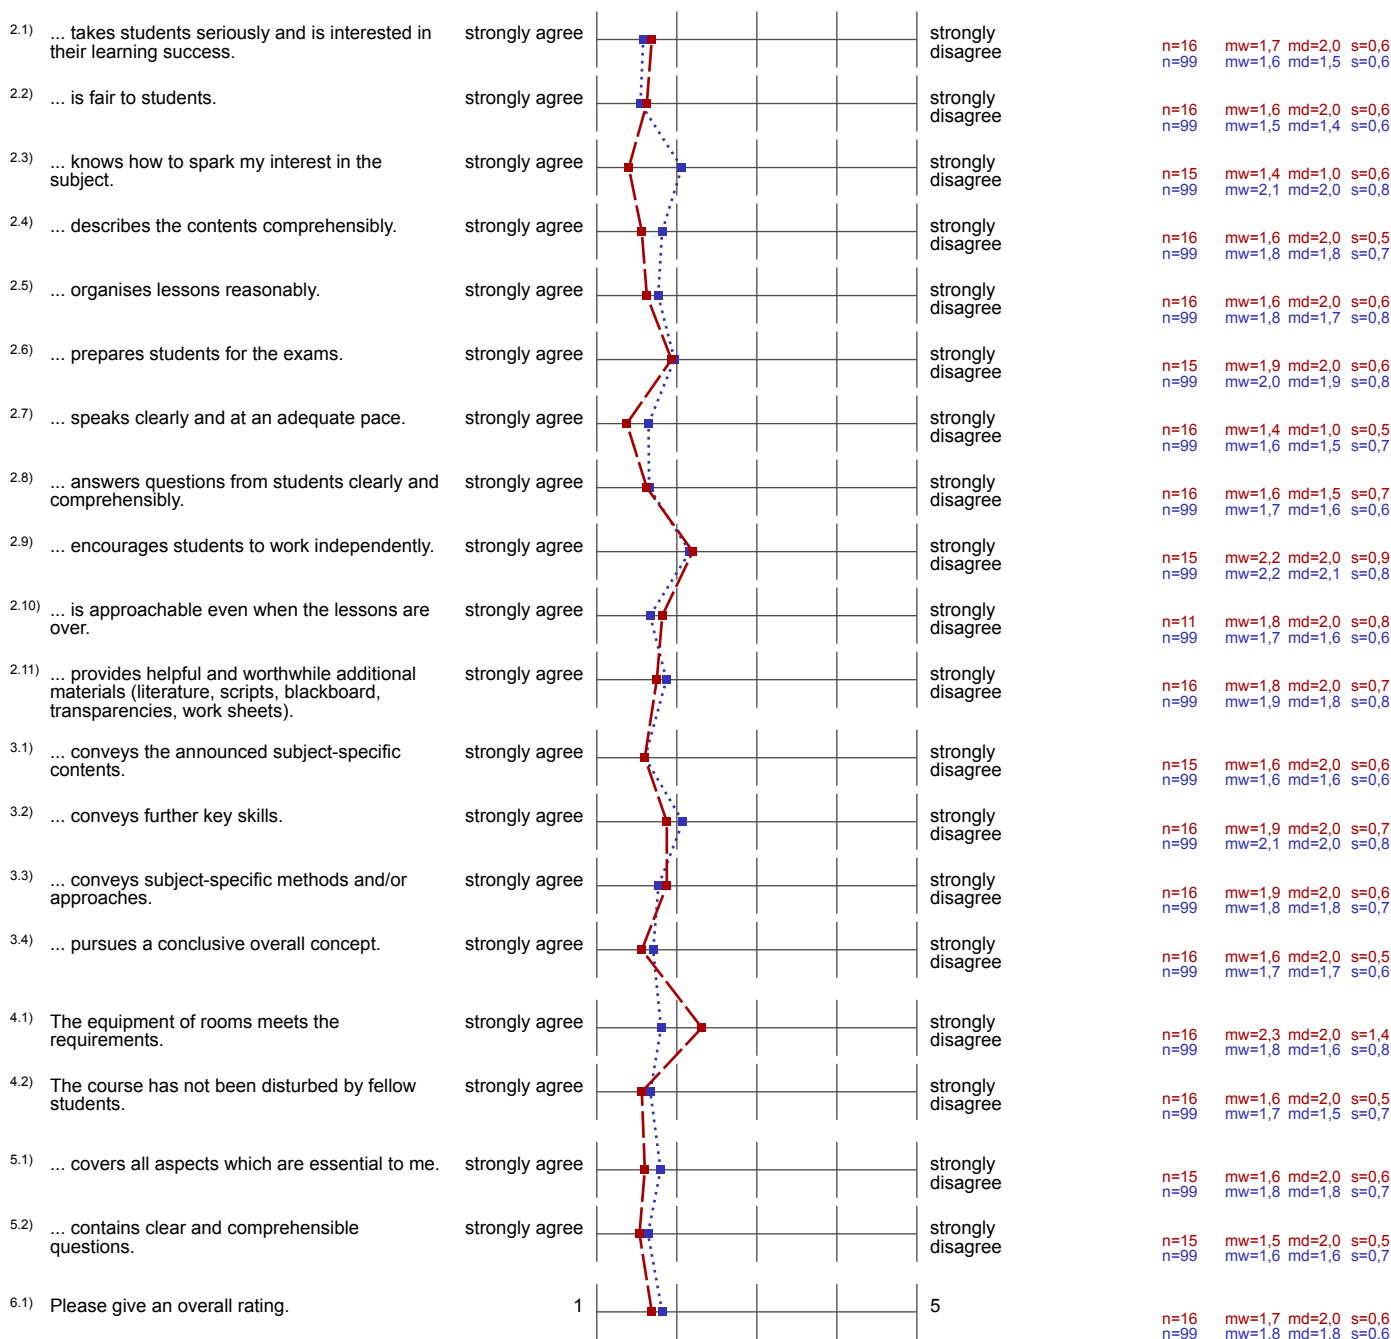 2.1) ... takes students seriously and is interested in their learning success.
strongly agree
strongly disagree
n=16 mw=1,7 md=2,0 s=0,6
n=99 mw=1,6 md=1,5 s=0,6
2.2) ... is fair to students.
strongly agree
strongly disagree
n=16 mw=1,6 md=2,0 s=0,6
n=99 mw=1,5 md=1,4 s=0,6
2.3) ... knows how to spark my interest in the subject.
strongly agree
strongly disagree
n=15 mw=1,4 md=1,0 s=0,6
n=99 mw=2,1 md=2,0 s=0,8
2.4) ... describes the contents comprehensibly.
strongly agree
strongly disagree
n=16 mw=1,6 md=2,0 s=0,5
n=99 mw=1,8 md=1,8 s=0,7
2.5) ... organises lessons reasonably.
strongly agree
strongly disagree
n=16 mw=1,6 md=2,0 s=0,6
n=99 mw=1,8 md=1,7 s=0,8
2.6) ... prepares students for the exams.
strongly agree
strongly disagree
n=15 mw=1,9 md=2,0 s=0,6
n=99 mw=2,0 md=1,9 s=0,8
2.7) ... speaks clearly and at an adequate pace.
strongly agree
strongly disagree
n=16 mw=1,4 md=1,0 s=0,5
n=99 mw=1,6 md=1,5 s=0,7
2.8) ... answers questions from students clearly and comprehensibly.
strongly agree
strongly disagree
n=16 mw=1,6 md=1,5 s=0,7
n=99 mw=1,7 md=1,6 s=0,6
2.9) ... encourages students to work independently.
strongly agree
strongly disagree
n=15 mw=2,2 md=2,0 s=0,9
n=99 mw=2,2 md=2,1 s=0,8
2.10) ... is approachable even when the lessons are over.
strongly agree
strongly disagree
n=11 mw=1,8 md=2,0 s=0,8
n=99 mw=1,7 md=1,6 s=0,6
2.11) ... provides helpful and worthwhile additional materials (literature, scripts, blackboard, transparencies, work sheets).
strongly agree
strongly disagree
n=16 mw=1,8 md=2,0 s=0,7
n=99 mw=1,9 md=1,8 s=0,8
3.1) ... conveys the announced subject-specific contents.
strongly agree
strongly disagree
n=15 mw=1,6 md=2,0 s=0,6
n=99 mw=1,6 md=1,6 s=0,6
3.2) ... conveys further key skills.
strongly agree
strongly disagree
n=16 mw=1,9 md=2,0 s=0,7
n=99 mw=2,1 md=2,0 s=0,8
3.3) ... conveys subject-specific methods and/or approaches.
strongly agree
strongly disagree
n=16 mw=1,9 md=2,0 s=0,6
n=99 mw=1,8 md=1,8 s=0,7
3.4) ... pursues a conclusive overall concept.
strongly agree
strongly disagree
n=16 mw=1,6 md=2,0 s=0,5
n=99 mw=1,7 md=1,7 s=0,6
4.1) The equipment of rooms meets the requirements.
strongly agree
strongly disagree
n=16 mw=2,3 md=2,0 s=1,4
n=99 mw=1,8 md=1,6 s=0,8
4.2) The course has not been disturbed by fellow students.
strongly agree
strongly disagree
n=16 mw=1,6 md=2,0 s=0,5
n=99 mw=1,7 md=1,5 s=0,7
5.1) ... covers all aspects which are essential to me.
strongly agree
strongly disagree
n=15 mw=1,6 md=2,0 s=0,6
n=99 mw=1,8 md=1,8 s=0,7
5.2) ... contains clear and comprehensible questions.
strongly agree
strongly disagree
n=15 mw=1,5 md=2,0 s=0,5
n=99 mw=1,6 md=1,6 s=0,7
6.1) Please give an overall rating.
1
5
n=16 mw=1,7 md=2,0 s=0,6
n=99 mw=1,8 md=1,8 s=0,6